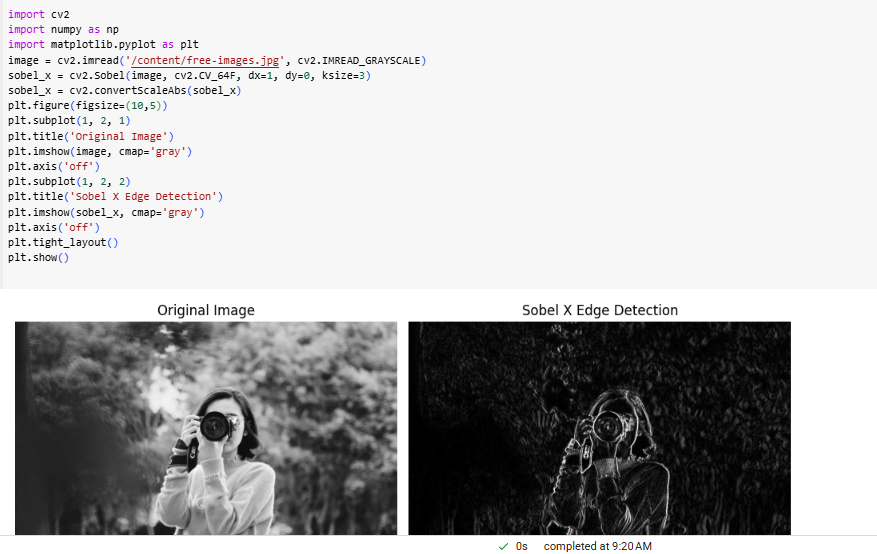 import cv2
import numpy as np
import matplotlib.pyplot as plt
image = cv2.imread('/content/free-images.jpg', cv2.IMREAD_GRAYSCALE)
sobel_x = cv2.Sobel(image, cv2.CV_64F, dx=1, dy=0, ksize=3)
sobel_x = cv2.convertScaleAbs(sobel_x)
plt.figure(figsize=(10,5))
plt.subplot(1, 2, 1)
plt.title('Original Image')
plt.imshow(image, cmap='gray')
plt.axis('off')
plt.subplot(1, 2, 2)
plt.title('Sobel X Edge Detection')
plt.imshow(sobel_x, cmap='gray')
plt.axis('off')
plt.tight_layout()
plt.show()
Original Image
Sobel X Edge Detection
0s completed at 9:20 AM